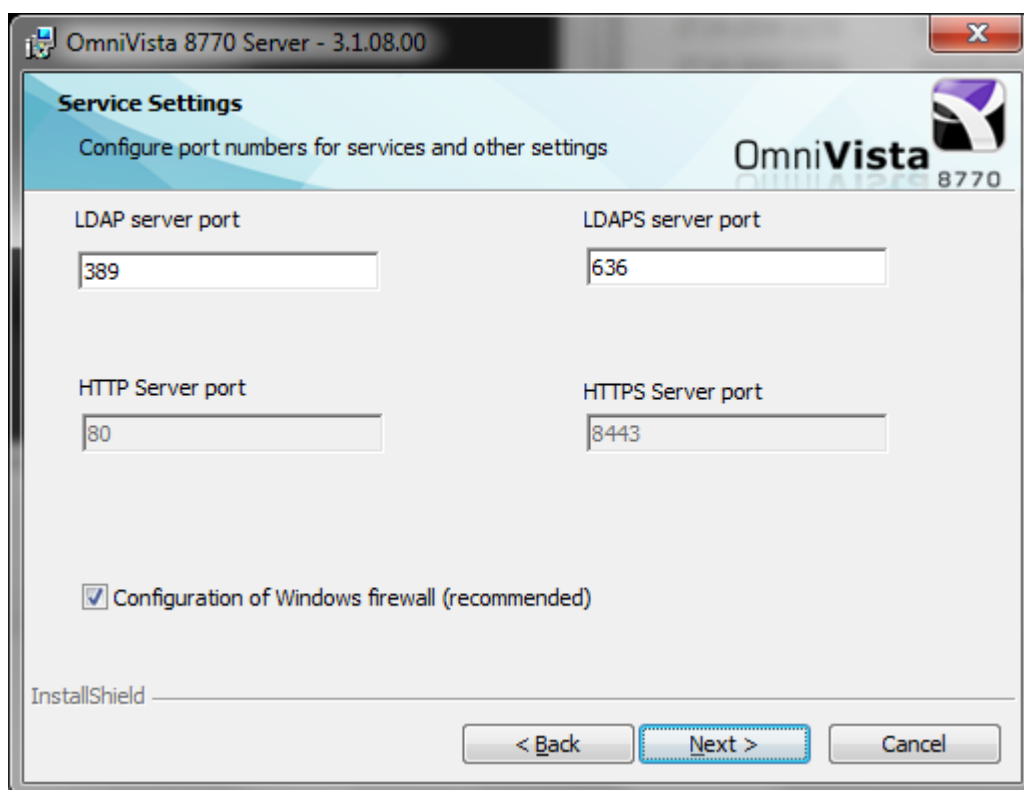 OmniVista 8770 Server - 3.1.08.00
Service Settings
Configure port numbers for services and other settings
OmniVista
8770
LDAP server port
LDAPS server port
389
636
HTTP Server port
HTTPS Server port
80
8443
Configuration of Windows firewall (recommended)
InstallShield
< Back
Next >
Cancel